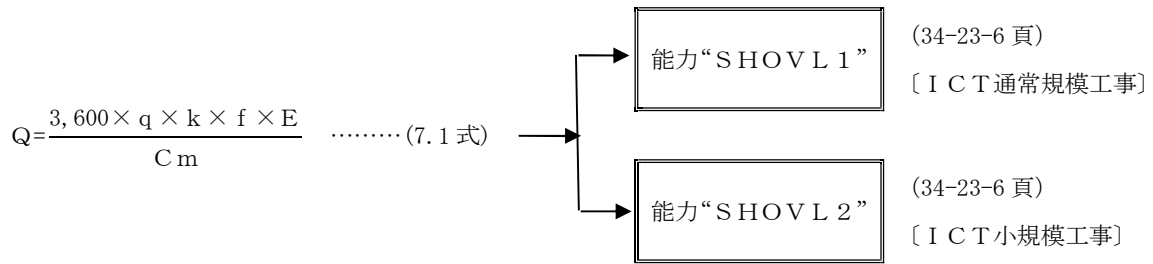 (34-23-6 頁)
能力“ＳＨＯＶＬ１”
〔ＩＣＴ通常規模工事〕
Q=3,600× q × k × f ×E / Ｃｍ ………(7.1 式)
(34-23-6 頁)
能力“ＳＨＯＶＬ２”
〔ＩＣＴ小規模工事〕